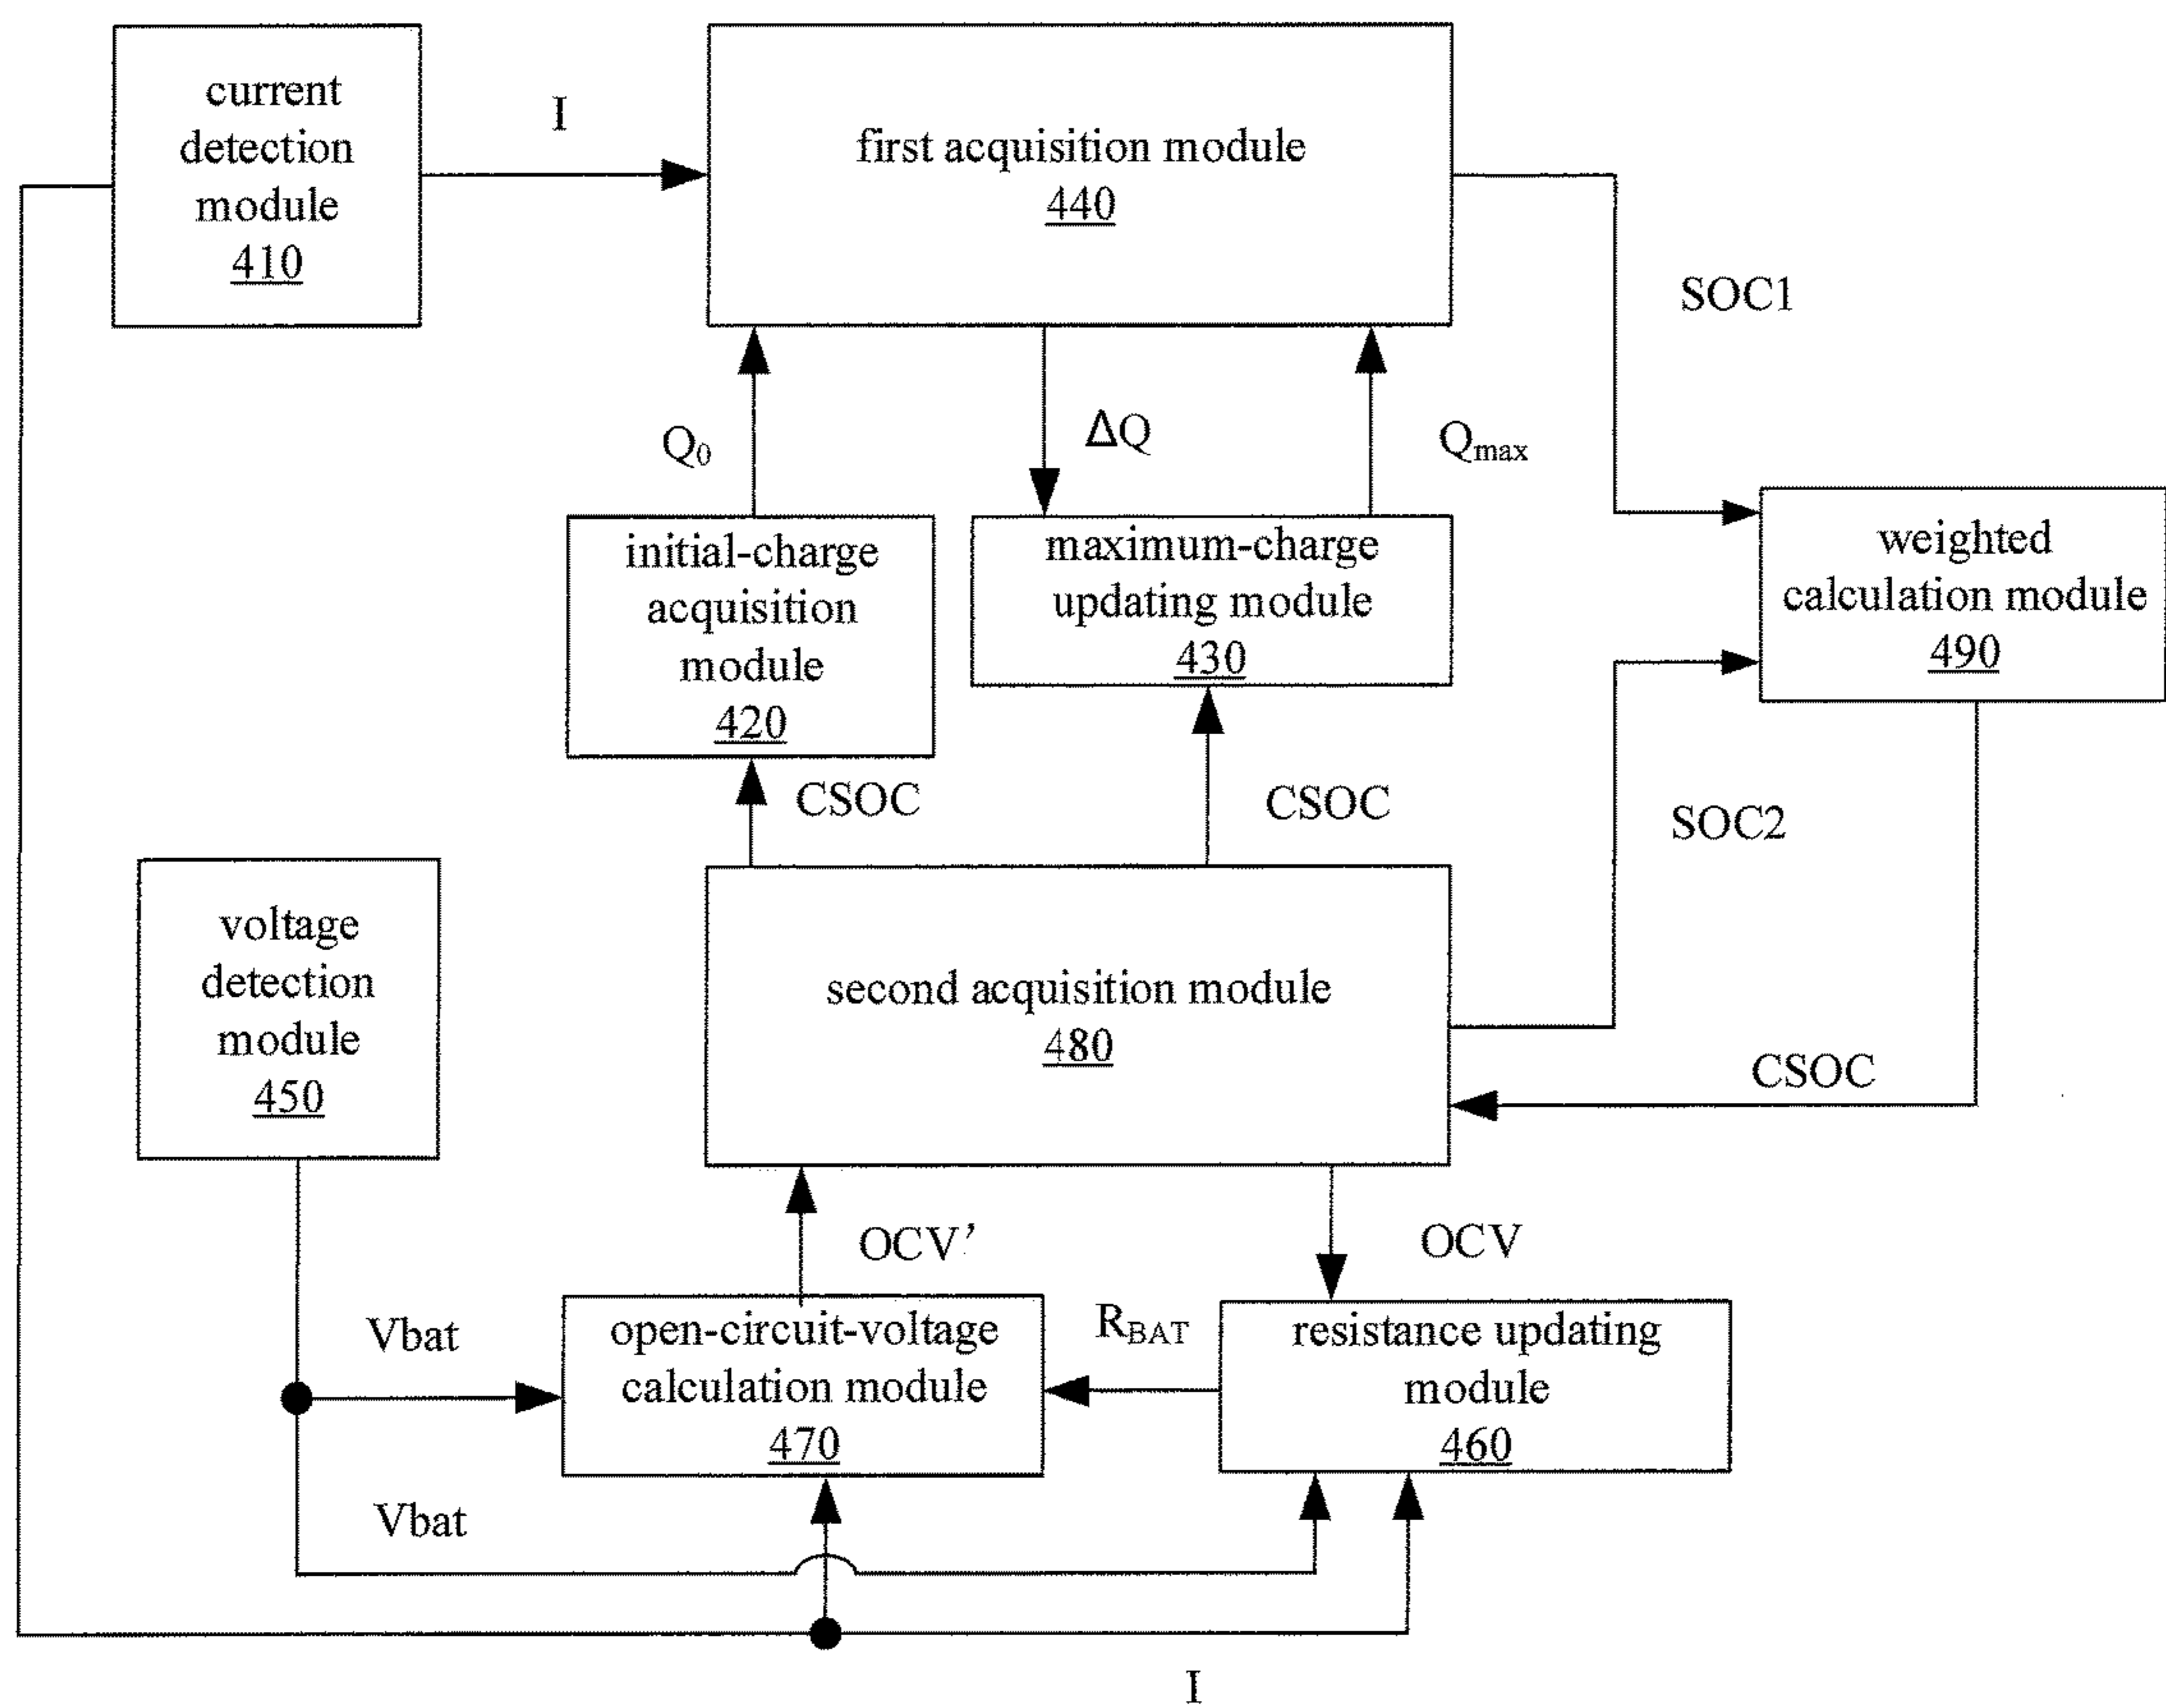 current
detection
module
410
I
first acquisition module
440
SOC1
Q0
ΔQ
Qmax
initial-charge
acquisition
module
420
maximum-charge
updating module
430
weighted
calculation module
490
CSOC
CSOC
SOC2
voltage
detection
module
450
second acquisition module
480
CSOC
OCV’
OCV
Vbat
open-circuit-voltage
calculation module
470
RBAT
resistance updating
module
460
Vbat
I